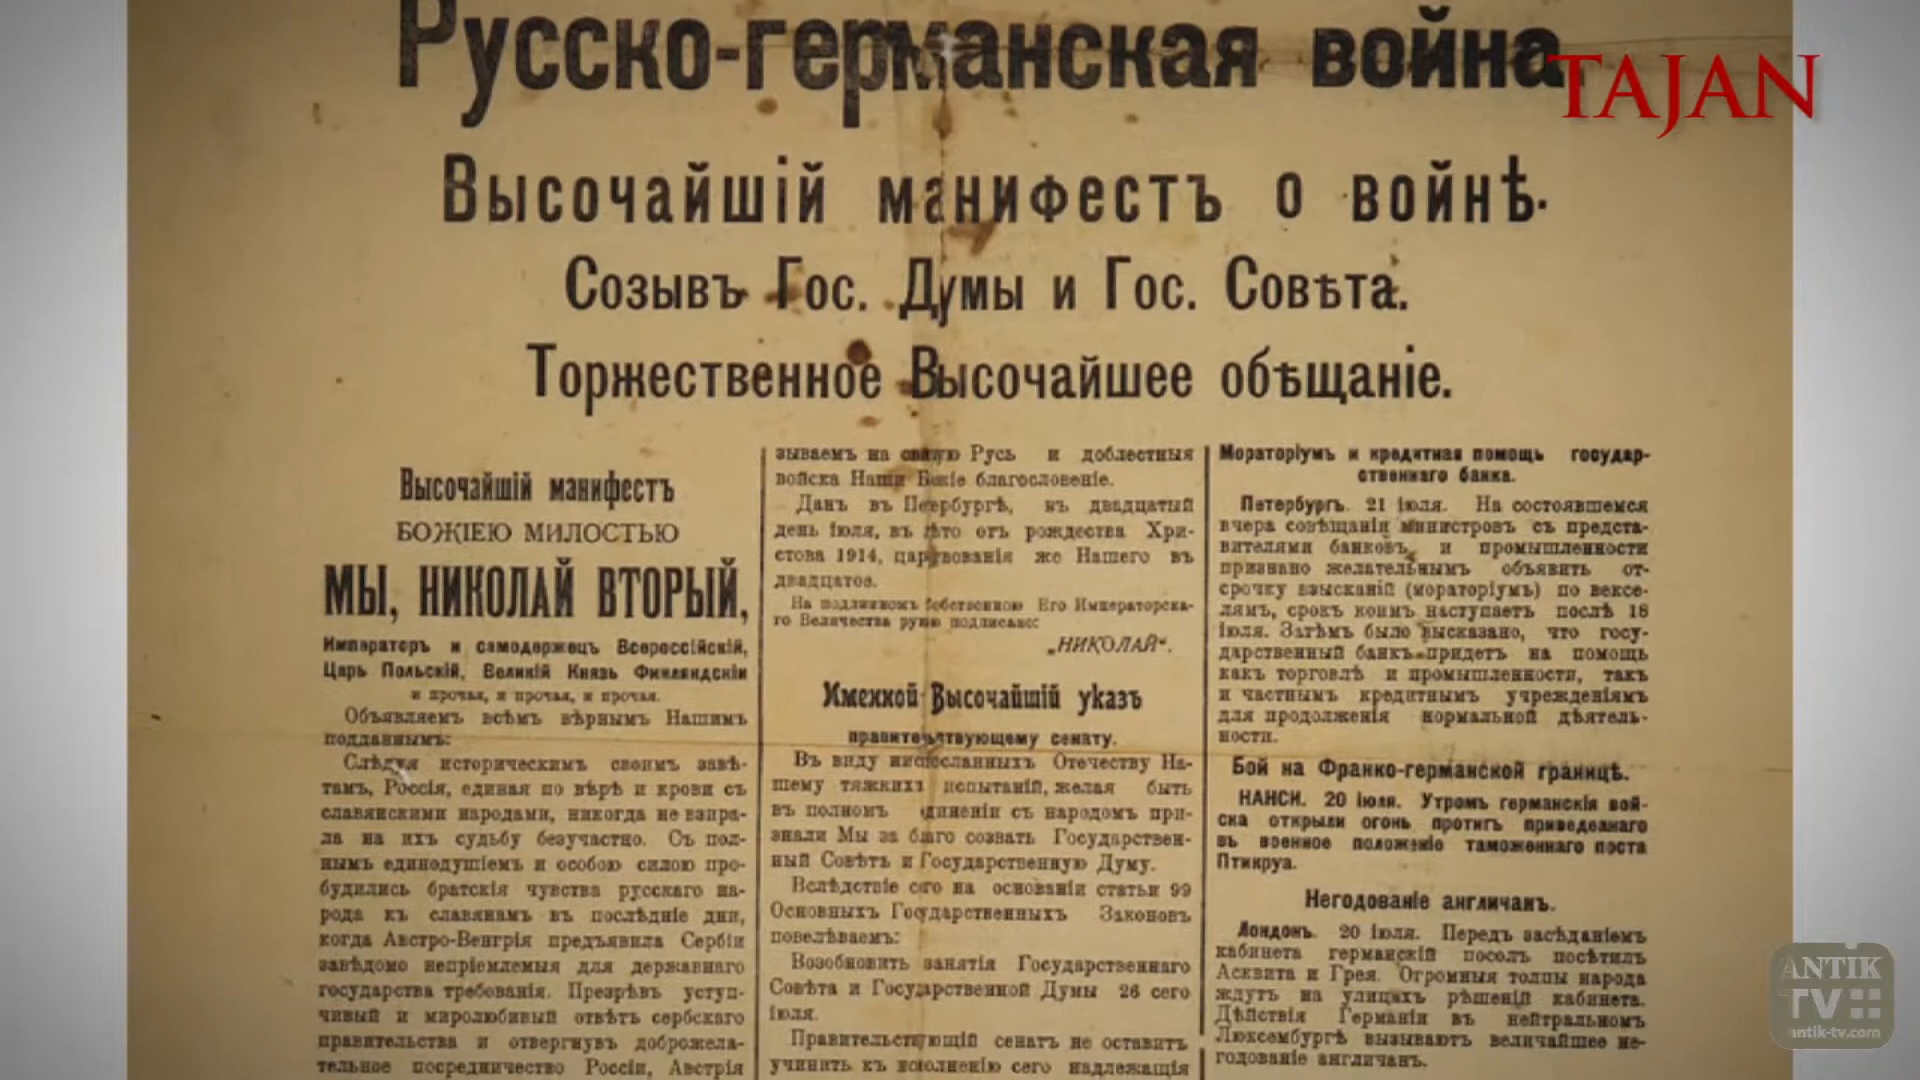 Русско-германская война
TAJAN
Высочайшій манифестъ о войнѣ.
Созывъ Гос. Думы и Гос. Совѣта.
Торжественное Высочайшее обѣщаніе.
Высочайшій манифестъ
БОЖІЕЮ МИЛОСТЬЮ
МЫ, НИКОЛАЙ ВТОРЫЙ,
Императоръ и самодержецъ Всероссійскій,
Царь Польскій, Великій Князь Финляндскій
и прочая, и прочая, и прочая.
Объявляемъ всѣмъ вѣрнымъ Нашимъ
подданнымъ:
Слѣдуя историческимъ своимъ завѣ-
тамъ, Россія, единая по вѣрѣ и крови съ
славянскими народами, никогда не взира-
ла на ихъ судьбу безучастно. Съ пол-
нымъ единодушіемъ и особою силою про-
будились братскія чувства русскаго на-
рода къ славянамъ въ послѣдніе дни,
когда Австро-Венгрія предъявила Сербіи
завѣдомо непріемлемыя для державнаго
государства требованія. Презрѣвъ уступ-
чивый и миролюбивый отвѣтъ сербскаго
правительства и отвергнувъ доброжела-
тельное посредничество Россіи, Австрія
зываемъ на святую Русь и доблестныя
войска Наши Божіе благословеніе.
Данъ въ Петербургѣ, въ двадцатый
день іюля, въ лѣто отъ рождества Хри-
стова 1914, царствованія же Нашего въ
двадцатое.
На подлинномъ собственною Его Императорска-
го Величества рукою подписано:
„НИКОЛАЙ“.
Именной Высочайшій указъ
правительствующему сенату.
Въ виду ниспосланныхъ Отечеству На-
шему тяжкихъ испытаній, желая быть
въ полномъ единеніи съ народомъ при-
знали Мы за благо созвать Государствен-
ный Совѣтъ и Государственную Думу.
Вслѣдствіе сего на основаніи статьи 99
Основныхъ Государственныхъ Законовъ
повелѣваемъ:
Возобновить занятія Государственнаго
Совѣта и Государственной Думы 26 сего
іюля.
Правительствующій сенатъ не оставитъ
учинить къ исполненію сего надлежащія
Мораторіумъ и кредитная помощь государ-
ственнаго банка.
Петербургъ. 21 іюля. На состоявшемся
вчера совѣщаніи министровъ съ предста-
вителями банковъ и промышленности
признано желательнымъ объявить от-
срочку взысканій (мораторіумъ) по вексе-
лямъ, срокъ коимъ наступаетъ послѣ 18
іюля. Затѣмъ было высказано, что госу-
дарственный банкъ придетъ на помощь
какъ торговлѣ и промышленности, такъ
и частнымъ кредитнымъ учрежденіямъ
для продолженія нормальной дѣятель-
ности.
Бой на Франко-германской границѣ.
НАНСИ. 20 іюля. Утромъ германскія вой-
ска открыли огонь противъ приведеннаго
въ военное положеніе таможеннаго поста
Птикруа.
Негодованіе англичанъ.
Лондонъ. 20 іюля. Передъ засѣданіемъ
кабинета германскій посолъ посѣтилъ
Асквита и Грея. Огромныя толпы народа
ждутъ на улицахъ рѣшеній кабинета.
Дѣйствія Германіи въ нейтральномъ
Люксембургѣ вызываютъ величайшее не-
годованіе англичанъ.
ANTIK
TV
antik-tv.com